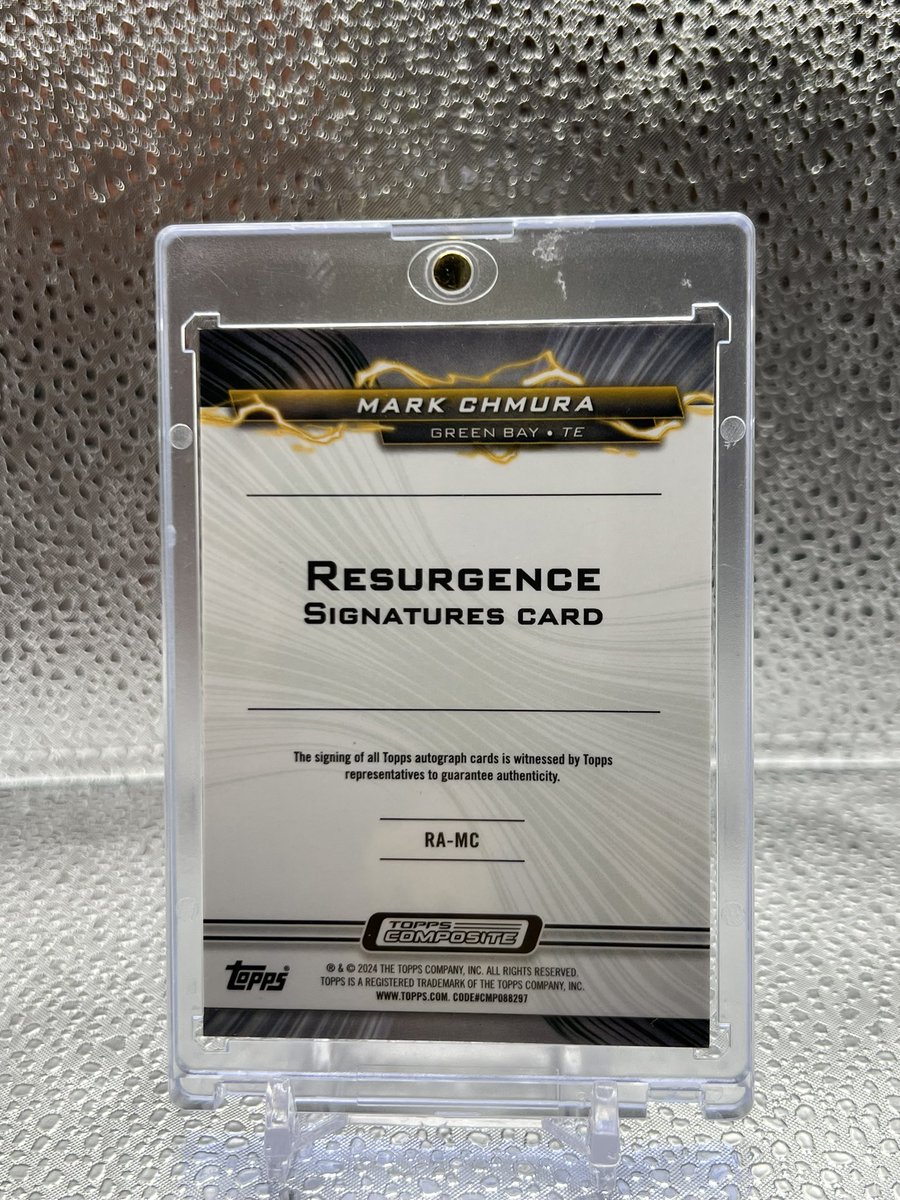 MARK CHMURA
GREEN BAY • TE
RESURGENCE
SIGNATURES CARD
The signing of all Topps autograph cards is witnessed by Topps
representatives to guarantee authenticity.
RA-MC
TOPPS
COMPOSITE
topps®
® & © 2024 THE TOPPS COMPANY, INC. ALL RIGHTS RESERVED.
TOPPS IS A REGISTERED TRADEMARK OF THE TOPPS COMPANY, INC.
WWW.TOPPS.COM. CODE#CMP088297